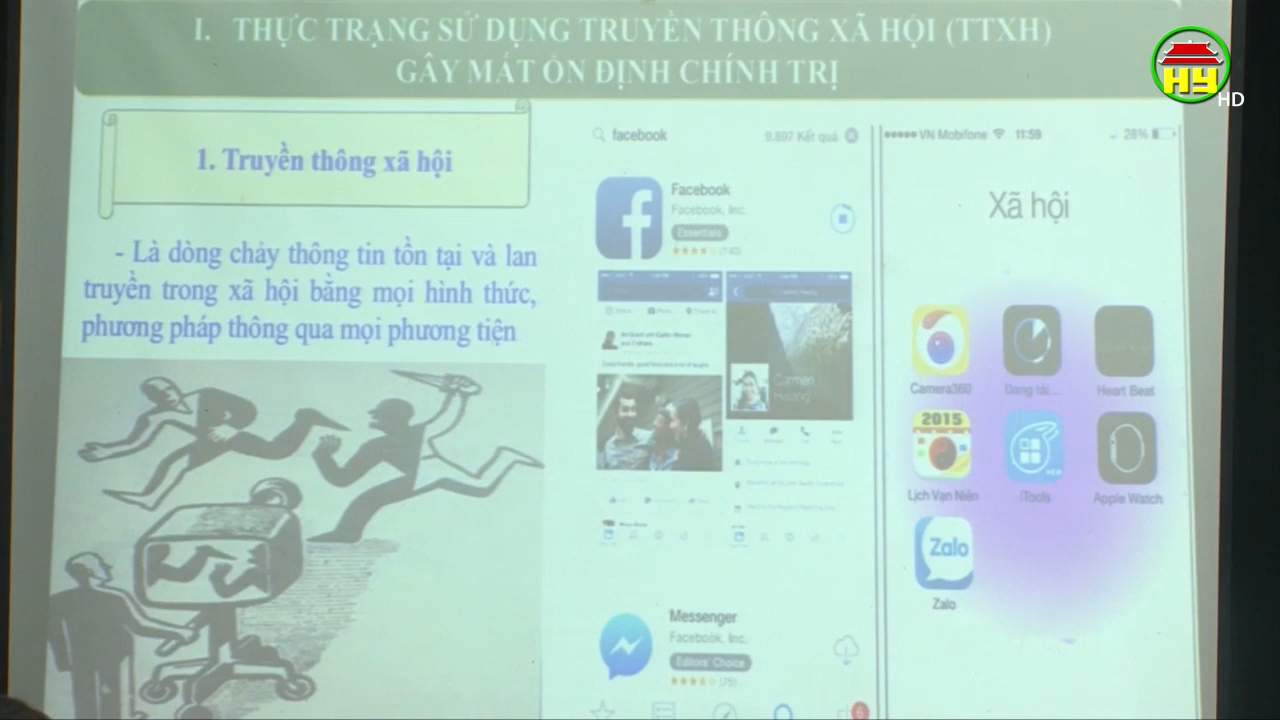 I. THỰC TRẠNG SỬ DỤNG TRUYỀN THÔNG XÃ HỘI (TTXH)
GÂY MẤT ỔN ĐỊNH CHÍNH TRỊ
HY
HD
1. Truyền thông xã hội
- Là dòng chảy thông tin tồn tại và lan
truyền trong xã hội bằng mọi hình thức,
phương pháp thông qua mọi phương tiện
facebook
9.897 Kết quả
Facebook
Facebook, Inc.
Essentials
Carmen
Messenger
Facebook, Inc.
Editors' Choice
(75)
6
VN Mobifone
11:59
Xã hội
Camera360
Đang tải...
Heart Beat
2015
Lịch Vạn Niên
iTools
Apple Watch
Zalo
Zalo